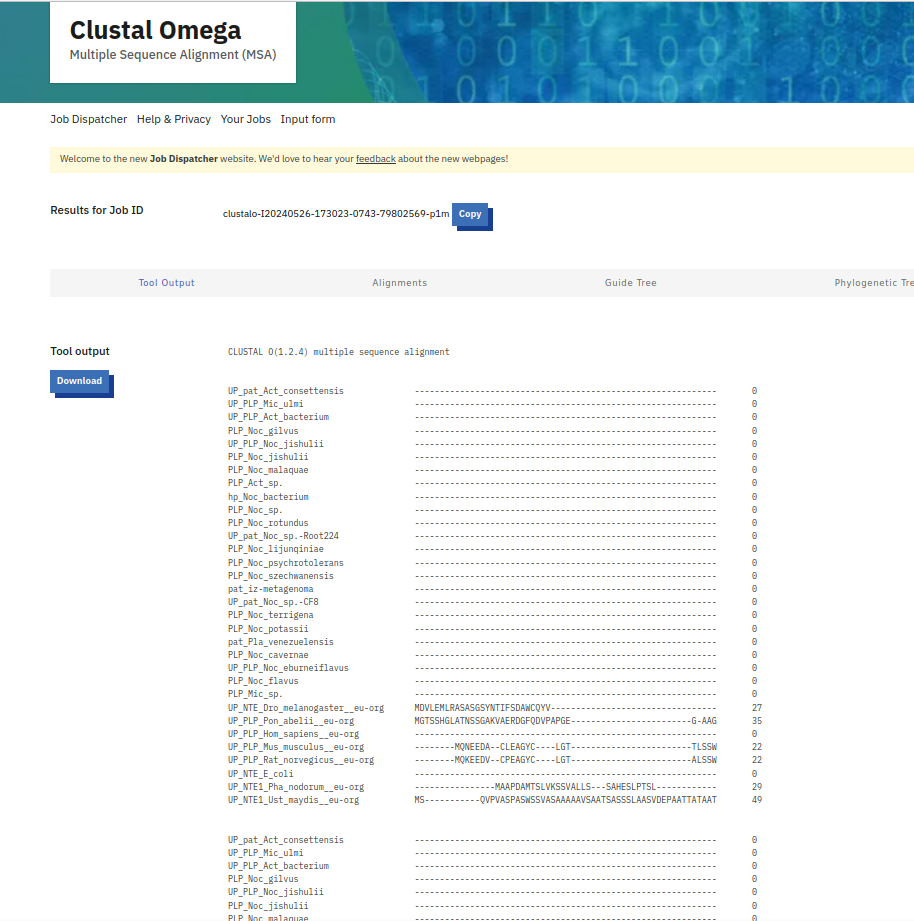 Clustal Omega
Multiple Sequence Alignment (MSA)
Job Dispatcher Help & Privacy Your Jobs Input form
Welcome to the new Job Dispatcher website. We'd love to hear your feedback about the new webpages!
Results for Job ID clustalo-I20240526-173023-0743-79802569-p1m Copy
Tool Output Alignments Guide Tree Phylogenetic Tre
Tool output
Download
CLUSTAL O(1.2.4) multiple sequence alignment
UP_pat_Act_consettensis ------------------------------------------------------------ 0
UP_PLP_Mic_ulmi ------------------------------------------------------------ 0
UP_PLP_Act_bacterium ------------------------------------------------------------ 0
PLP_Noc_gilvus ------------------------------------------------------------ 0
UP_PLP_Noc_jishulii ------------------------------------------------------------ 0
PLP_Noc_jishulii ------------------------------------------------------------ 0
PLP_Noc_malaquae ------------------------------------------------------------ 0
PLP_Act_sp. ------------------------------------------------------------ 0
hp_Noc_bacterium ------------------------------------------------------------ 0
PLP_Noc_sp. ------------------------------------------------------------ 0
PLP_Noc_rotundus ------------------------------------------------------------ 0
UP_pat_Noc_sp.-Root224 ------------------------------------------------------------ 0
PLP_Noc_lijunqiniae ------------------------------------------------------------ 0
PLP_Noc_psychrotolerans ------------------------------------------------------------ 0
PLP_Noc_szechwanensis ------------------------------------------------------------ 0
pat_iz-metagenoma ------------------------------------------------------------ 0
UP_pat_Noc_sp.-CF8 ------------------------------------------------------------ 0
PLP_Noc_terrigena ------------------------------------------------------------ 0
PLP_Noc_potassii ------------------------------------------------------------ 0
pat_Pla_venezuelensis ------------------------------------------------------------ 0
PLP_Noc_cavernae ------------------------------------------------------------ 0
UP_PLP_Noc_eburneiflavus ------------------------------------------------------------ 0
PLP_Noc_flavus ------------------------------------------------------------ 0
PLP_Mic_sp. ------------------------------------------------------------ 0
UP_NTE_Dro_melanogaster__eu-org MDVLEMLRASASGSYNTIFSDAWCQYV--------------------------------- 27
UP_PLP_Pon_abelii__eu-org MGTSSHGLATNSSGAKVAERDGFQDVPAPGE------------------------G-AAG 35
UP_PLP_Hom_sapiens__eu-org ------------------------------------------------------------ 0
UP_PLP_Mus_musculus__eu-org --------MQNEEDA--CLEAGYC----LGT------------------------TLSSW 22
UP_PLP_Rat_norvegicus__eu-org --------MQKEEDV--CPEAGYC----LGT------------------------ALSSW 22
UP_NTE_E_coli ------------------------------------------------------------ 0
UP_NTE1_Pha_nodorum__eu-org ----------------MAAPDAMTSLVKSSVALLS---SAHESLPTSL------------ 29
UP_NTE1_Ust_maydis__eu-org MS-----------QVPVASPASWSSVASAAAAAVSAATSASSSLAASVDEPAATTATAAT 49
UP_pat_Act_consettensis ------------------------------------------------------------ 0
UP_PLP_Mic_ulmi ------------------------------------------------------------ 0
UP_PLP_Act_bacterium ------------------------------------------------------------ 0
PLP_Noc_gilvus ------------------------------------------------------------ 0
UP_PLP_Noc_jishulii ------------------------------------------------------------ 0
PLP_Noc_jishulii ------------------------------------------------------------ 0
PLP_Noc_malaquae ------------------------------------------------------------ 0